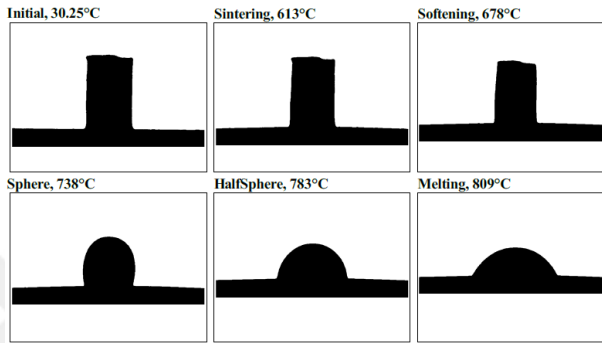 Initial, 30.25°C
Sintering, 613°C
Softening, 678°C
Sphere, 738°C
HalfSphere, 783°C
Melting, 809°C